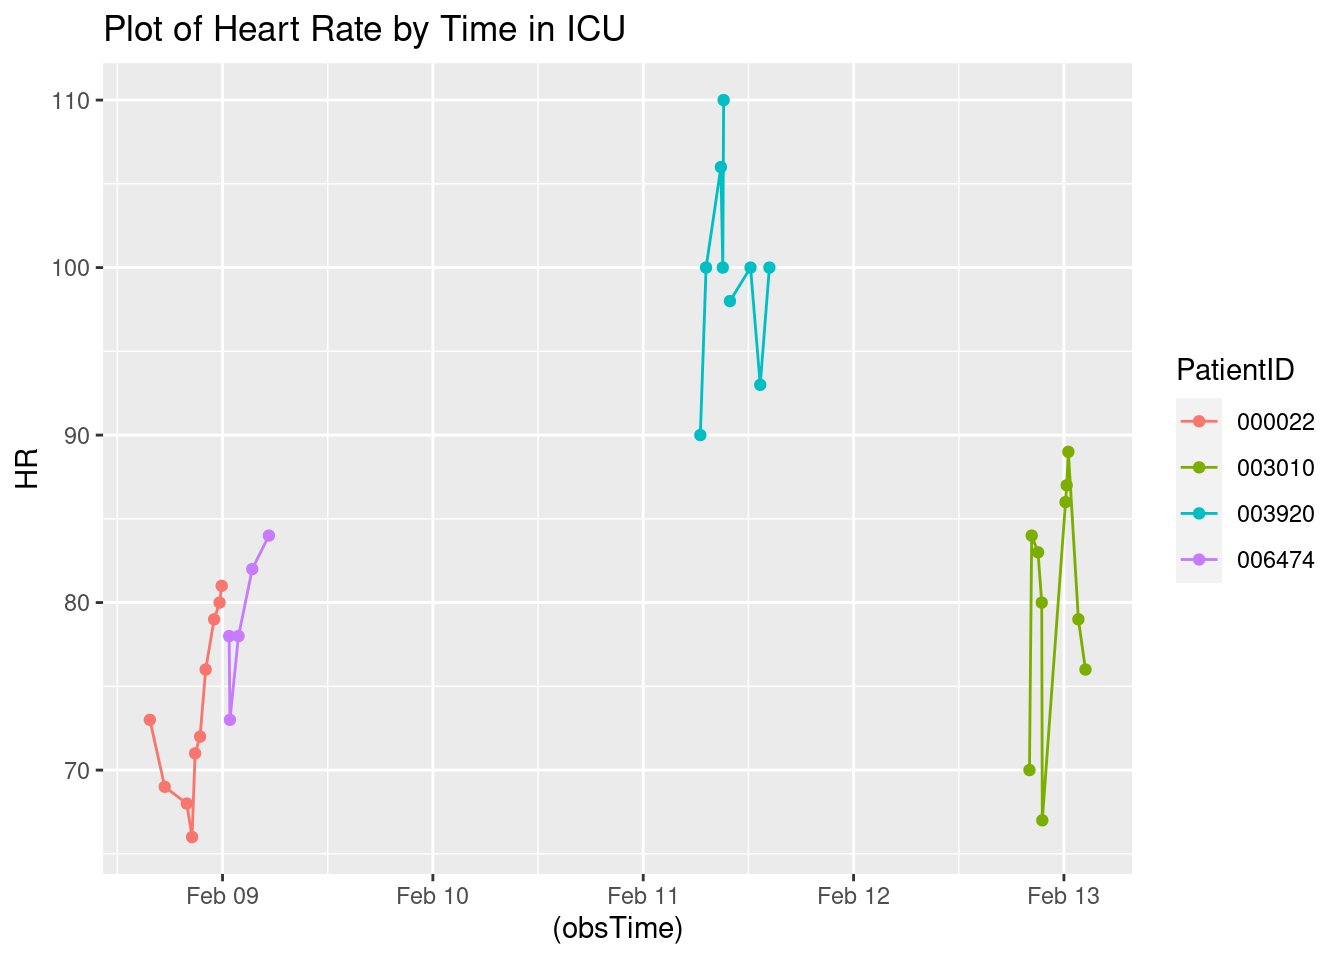 Plot of Heart Rate by Time in ICU
110
100
90
80
70
HR
Feb 09 Feb 10 Feb 11 Feb 12 Feb 13
(obsTime)
PatientID
000022
003010
003920
006474